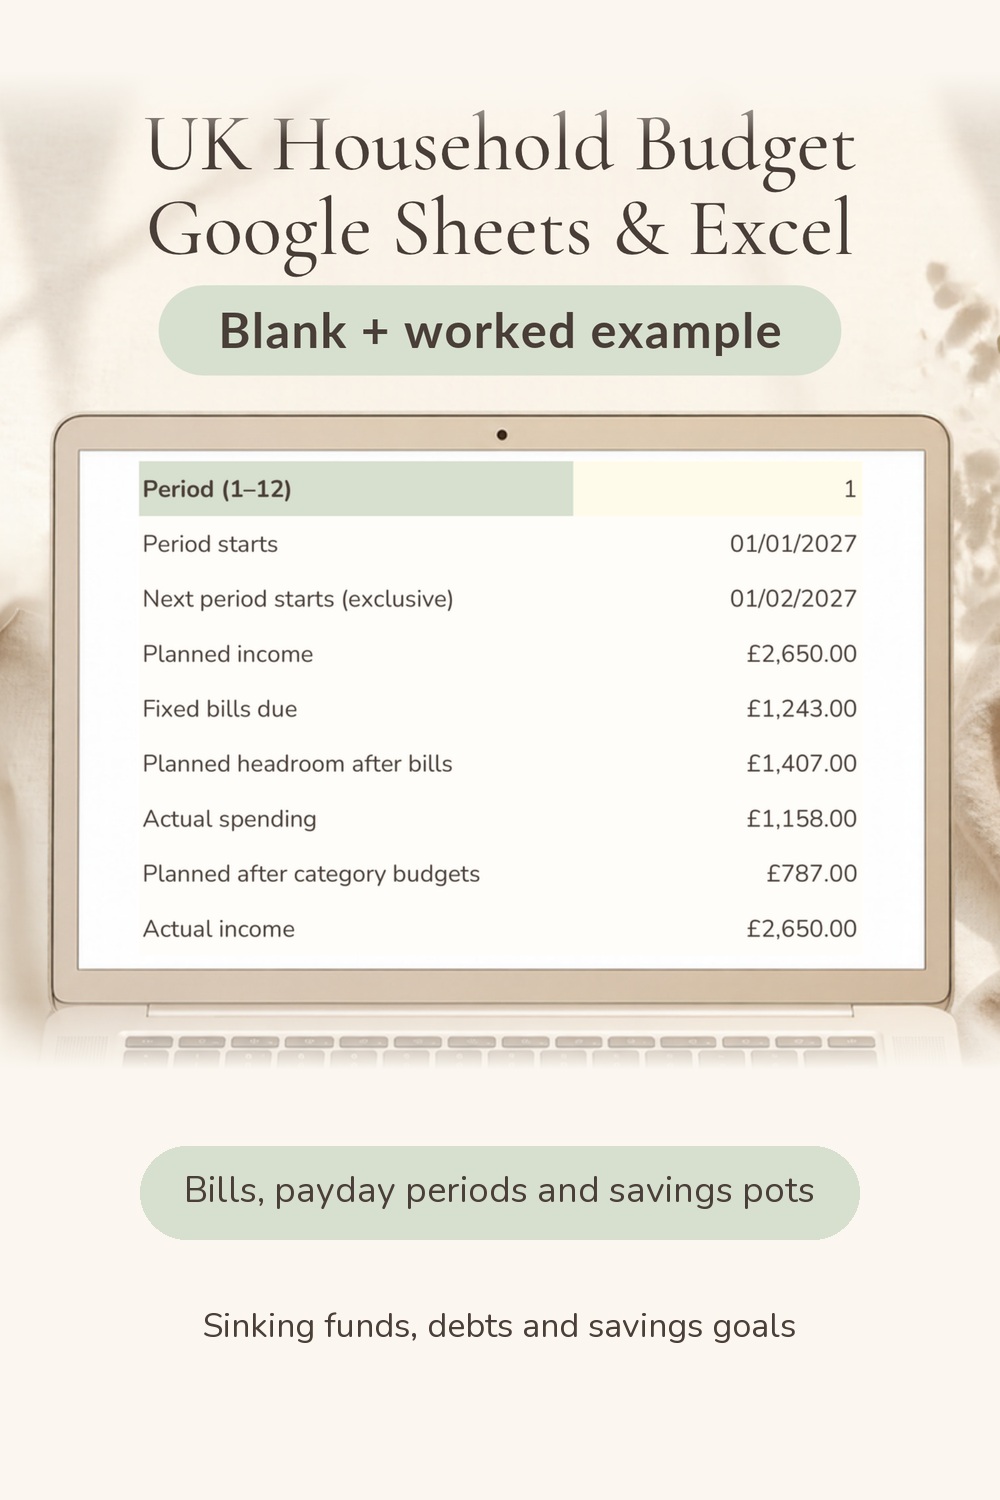 UK Household Budget
Google Sheets & Excel
Blank + worked example
Period (1–12) 1
Period starts 01/01/2027
Next period starts (exclusive) 01/02/2027
Planned income £2,650.00
Fixed bills due £1,243.00
Planned headroom after bills £1,407.00
Actual spending £1,158.00
Planned after category budgets £787.00
Actual income £2,650.00
Bills, payday periods and savings pots
Sinking funds, debts and savings goals